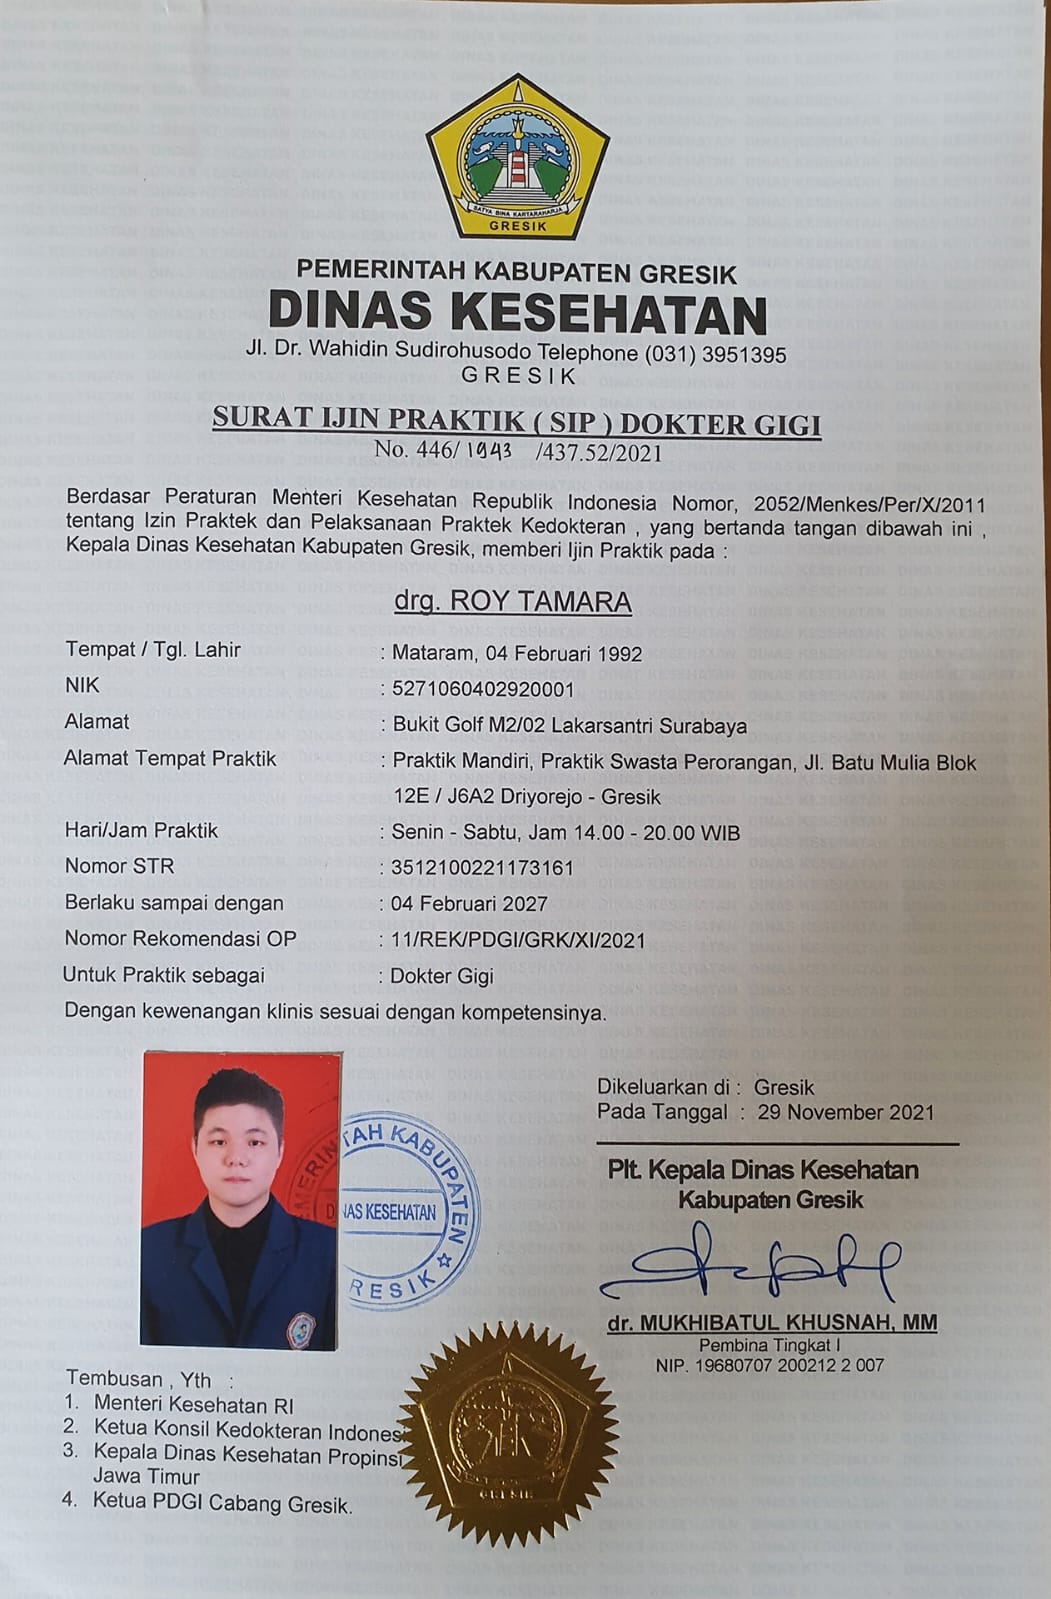 SATYA BINA KARTARAHARJA
GRESIK
PEMERINTAH KABUPATEN GRESIK
DINAS KESEHATAN
Jl. Dr. Wahidin Sudirohusodo Telephone (031) 3951395
GRESIK
SURAT IJIN PRAKTIK ( SIP ) DOKTER GIGI
No. 446/ 1943 /437.52/2021
Berdasar Peraturan Menteri Kesehatan Republik Indonesia Nomor, 2052/Menkes/Per/X/2011
tentang Izin Praktek dan Pelaksanaan Praktek Kedokteran , yang bertanda tangan dibawah ini ,
Kepala Dinas Kesehatan Kabupaten Gresik, memberi Ijin Praktik pada :
drg. ROY TAMARA
Tempat / Tgl. Lahir : Mataram, 04 Februari 1992
NIK : 5271060402920001
Alamat : Bukit Golf M2/02 Lakarsantri Surabaya
Alamat Tempat Praktik : Praktik Mandiri, Praktik Swasta Perorangan, Jl. Batu Mulia Blok
12E / J6A2 Driyorejo - Gresik
Hari/Jam Praktik : Senin - Sabtu, Jam 14.00 - 20.00 WIB
Nomor STR : 3512100221173161
Berlaku sampai dengan : 04 Februari 2027
Nomor Rekomendasi OP : 11/REK/PDGI/GRK/XI/2021
Untuk Praktik sebagai : Dokter Gigi
Dengan kewenangan klinis sesuai dengan kompetensinya.
Dikeluarkan di : Gresik
Pada Tanggal : 29 November 2021
Plt. Kepala Dinas Kesehatan
Kabupaten Gresik
dr. MUKHIBATUL KHUSNAH, MM
Pembina Tingkat I
NIP. 19680707 200212 2 007
EMERINTAH KABUPATEN
DINAS KESEHATAN
RESIK
Tembusan , Yth :
1. Menteri Kesehatan RI
2. Ketua Konsil Kedokteran Indones
3. Kepala Dinas Kesehatan Propinsi
Jawa Timur
4. Ketua PDGI Cabang Gresik.
GRESIK